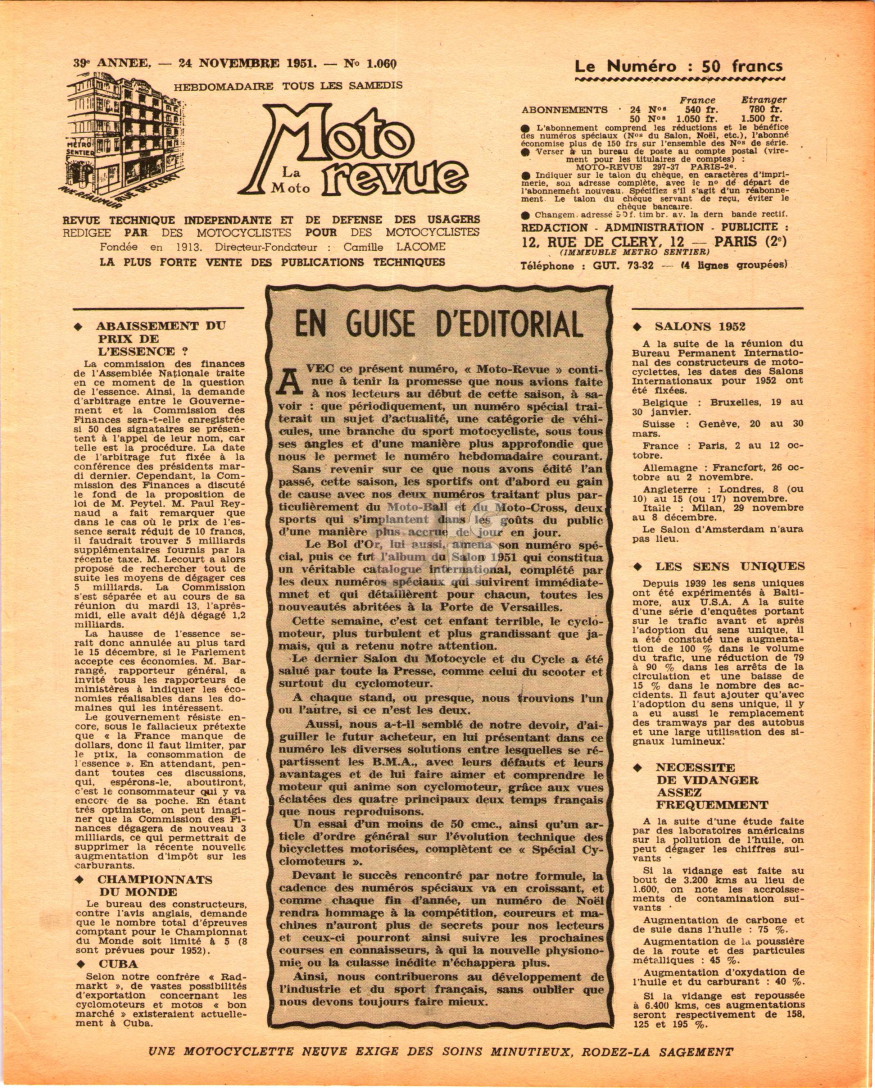 39e ANNEE. — 24 NOVEMBRE 1951. — No 1.060
HEBDOMADAIRE TOUS LES SAMEDIS
METRO
SENTIER
RUE REAUMUR
RUE DE CLERY
La
Moto
Moto
revue
REVUE TECHNIQUE INDEPENDANTE ET DE DEFENSE DES USAGERS
REDIGEE PAR DES MOTOCYCLISTES POUR DES MOTOCYCLISTES
Fondée en 1913. Directeur-Fondateur : Camille LACOME
LA PLUS FORTE VENTE DES PUBLICATIONS TECHNIQUES
Le Numéro : 50 francs
France Etranger
ABONNEMENTS · 24 Nos 540 fr. 780 fr.
50 Nos 1.050 fr. 1.500 fr.
● L'abonnement comprend les réductions et le bénéfice
des numéros spéciaux (Nos du Salon, Noël, etc.), l'abonné
économise plus de 150 frs sur l'ensemble des Nos de série.
● Verser à un bureau de poste au compte postal (vire-
ment pour les titulaires de comptes) :
MOTO-REVUE 297-37 PARIS-2e.
● Indiquer sur le talon du chèque, en caractères d'impri-
merie, son adresse complète, avec le no dé départ de
l'abonnement nouveau. Spécifiez s'il s'agit d'un réabonne-
ment. Le talon du chèque servant de reçu, éviter le
chèque bancaire.
● Changem. adresse 50 f. timbr. av. la dern bande rectif.
REDACTION - ADMINISTRATION - PUBLICITE :
12, RUE DE CLERY, 12 — PARIS (2e)
(IMMEUBLE METRO SENTIER)
Téléphone : GUT. 73-32 — (4 lignes groupées)
◆ ABAISSEMENT DU
PRIX DE
L'ESSENCE ?
La commission des finances
de l'Assemblée Nationale traite
en ce moment de la question
de l'essence. Ainsi, la demande
d'arbitrage entre le Gouverne-
ment et la Commission des
Finances sera-t-elle enregistrée
si 50 des signataires se présen-
tent à l'appel de leur nom, car
telle est la procédure. La date
de l'arbitrage fut fixée à la
conférence des présidents mar-
di dernier. Cependant, la Com-
mission des Finances a discuté
le fond de la proposition de
loi de M. Peytel. M. Paul Rey-
naud a fait remarquer que
dans le cas où le prix de l'es-
sence serait réduit de 10 francs,
il faudrait trouver 5 milliards
supplémentaires fournis par la
récente taxe. M. Lecourt a alors
proposé de rechercher tout de
suite les moyens de dégager ces
5 milliards. La Commission
s'est séparée et au cours de sa
réunion du mardi 13, l'après-
midi, elle avait déjà dégagé 1,2
milliards.
La hausse de l'essence se-
rait donc annulée au plus tard
le 15 décembre, si le Parlement
accepte ces économies. M. Bar-
rangé, rapporteur général, a
invité tous les rapporteurs de
ministères à indiquer les éco-
nomies réalisables dans les do-
maines qui les intéressent.
Le gouvernement résiste en-
core, sous le fallacieux prétexte
que « la France manque de
dollars, donc il faut limiter, par
le prix, la consommation de
l'essence ». En attendant, pen-
dant toutes ces discussions,
qui, espérons-le, aboutiront,
c'est le consommateur qui y va
encore de sa poche. En étant
très optimiste, on peut imagi-
ner que la Commission des Fi-
nances dégagera de nouveau 3
milliards, ce qui permettrait de
supprimer la récente nouvelle
augmentation d'impôt sur les
carburants.
◆ CHAMPIONNATS
DU MONDE
Le bureau des constructeurs,
contre l'avis anglais, demande
que le nombre total d'épreuves
comptant pour le Championnat
du Monde soit limité à 5 (8
sont prévues pour 1952).
◆ CUBA
Selon notre confrère « Rad-
markt », de vastes possibilités
d'exportation concernant les
cyclomoteurs et motos « bon
marché » existeraient actuelle-
ment à Cuba.
EN GUISE D'EDITORIAL
AVEC ce présent numéro, « Moto-Revue » conti-
nue à tenir la promesse que nous avions faite
à nos lecteurs au début de cette saison, à sa-
voir : que périodiquement, un numéro spécial trai-
terait un sujet d'actualité, une catégorie de véhi-
cules, une branche du sport motocycliste, sous tous
ses angles et d'une manière plus approfondie que
nous le permet le numéro hebdomadaire courant.
Sans revenir sur ce que nous avons édité l'an
passé, cette saison, les sportifs ont d'abord eu gain
de cause avec nos deux numéros traitant plus par-
ticulièrement du Moto-Ball et du Moto-Cross, deux
sports qui s'implantent dans les goûts du public
d'une manière plus accrue de jour en jour.
Le Bol d'Or, lui aussi, amena son numéro spé-
cial, puis ce fut l'album du Salon 1951 qui constitua
un véritable catalogue international, complété par
les deux numéros spéciaux qui suivirent immédiate-
mnet et qui détaillèrent pour chacun, toutes les
nouveautés abritées à la Porte de Versailles.
Cette semaine, c'est cet enfant terrible, le cyclo-
moteur, plus turbulent et plus grandissant que ja-
mais, qui a retenu notre attention.
Le dernier Salon du Motocycle et du Cycle a été
salué par toute la Presse, comme celui du scooter et
surtout du cyclomoteur.
A chaque stand, ou presque, nous trouvions l'un
ou l'autre, si ce n'est les deux.
Aussi, nous a-t-il semblé de notre devoir, d'ai-
guiller le futur acheteur, en lui présentant dans ce
numéro les diverses solutions entre lesquelles se ré-
partissent les B.M.A., avec leurs défauts et leurs
avantages et de lui faire aimer et comprendre le
moteur qui anime son cyclomoteur, grâce aux vues
éclatées des quatre principaux deux temps français
que nous reproduisons.
Un essai d'un moins de 50 cmc., ainsi qu'un ar-
ticle d'ordre général sur l'évolution technique des
bicyclettes motorisées, complètent ce « Spécial Cy-
clomoteurs ».
Devant le succès rencontré par notre formule, la
cadence des numéros spéciaux va en croissant, et
comme chaque fin d'année, un numéro de Noël
rendra hommage à la compétition, coureurs et ma-
chines n'auront plus de secrets pour nos lecteurs
et ceux-ci pourront ainsi suivre les prochaines
courses en connaisseurs, à qui la nouvelle physiono-
mie ou la culasse inédite n'échappera plus.
Ainsi, nous contribuerons au développement de
l'industrie et du sport français, sans oublier que
nous devons toujours faire mieux.
◆ SALONS 1952
A la suite de la réunion du
Bureau Permanent Internatio-
nal des constructeurs de moto-
cyclettes, les dates des Salons
Internationaux pour 1952 ont
été fixées.
Belgique : Bruxelles, 19 au
30 janvier.
Suisse : Genève, 20 au 30
mars.
France : Paris, 2 au 12 oc-
tobre.
Allemagne : Francfort, 26 oc-
tobre au 2 novembre.
Angleterre : Londres, 8 (ou
10) au 15 (ou 17) novembre.
Italie : Milan, 29 novembre
au 8 décembre.
Le Salon d'Amsterdam n'aura
pas lieu.
◆ LES SENS UNIQUES
Depuis 1939 les sens uniques
ont été expérimentés à Balti-
more, aux U.S.A. A la suite
d'une série d'enquêtes portant
sur le trafic avant et après
l'adoption du sens unique, il
a été constaté une augmenta-
tion de 100 % dans le volume
du trafic, une réduction de 79
à 90 % dans les arrêts de la
circulation et une baisse de
15 % dans le nombre des ac-
cidents. Il faut ajouter qu'avec
l'adoption du sens unique, il y
a eu aussi le remplacement
des tramways par des autobus
et une large utilisation des si-
gnaux lumineux.
◆ NECESSITE
DE VIDANGER
ASSEZ
FREQUEMMENT
A la suite d'une étude faite
par des laboratoires américains
sur la pollution de l'huile, on
peut dégager les chiffres sui-
vants ·
Si la vidange est faite au
bout de 3.200 kms au lieu de
1.600, on note les accroisse-
ments de contamination sui-
vants ·
Augmentation de carbone et
de suie dans l'huile : 75 %.
Augmentation de la poussière
de la route et des particules
métalliques : 45 %.
Augmentation d'oxydation de
l'huile et du carburant : 40 %.
Si la vidange est repoussée
à 6.400 kms, ces augmentations
seront respectivement de 158,
125 et 195 %.
UNE MOTOCYCLETTE NEUVE EXIGE DES SOINS MINUTIEUX, RODEZ-LA SAGEMENT